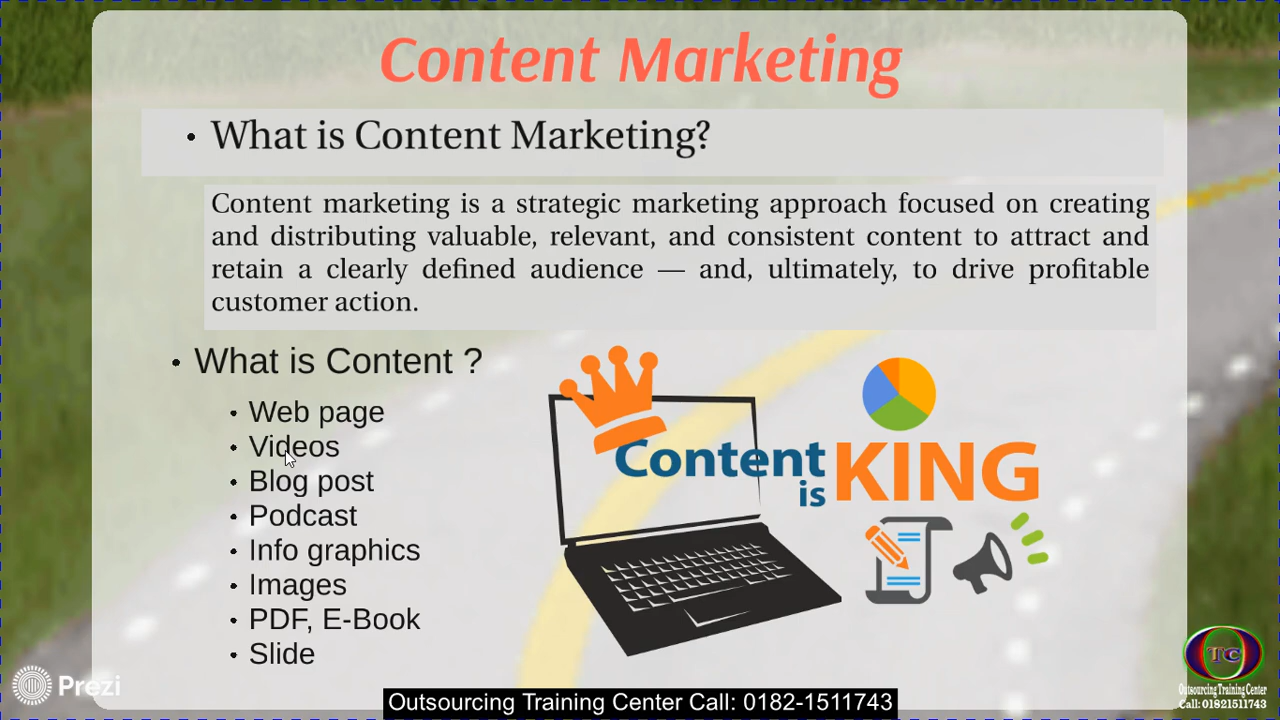 Content Marketing
• What is Content Marketing?
Content marketing is a strategic marketing approach focused on creating
and distributing valuable, relevant, and consistent content to attract and
retain a clearly defined audience — and, ultimately, to drive profitable
customer action.
• What is Content ?
• Web page
• Videos
• Blog post
• Podcast
• Info graphics
• Images
• PDF, E-Book
• Slide
Content
is
KING
Prezi
Outsourcing Training Center Call: 0182-1511743
OTC
Outsourcing Training Center
Call: 01821511743